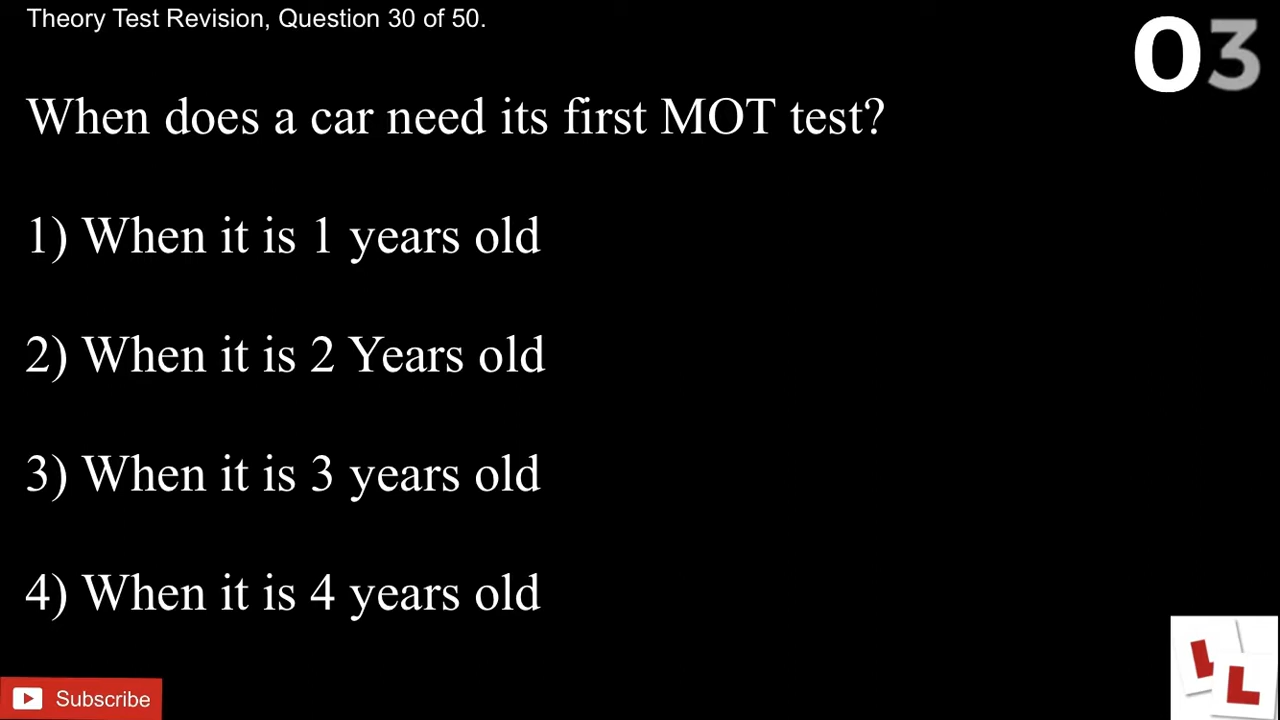 Theory Test Revision, Question 30 of 50.
03
When does a car need its first MOT test?
1) When it is 1 years old
2) When it is 2 Years old
3) When it is 3 years old
4) When it is 4 years old
L
L
Subscribe